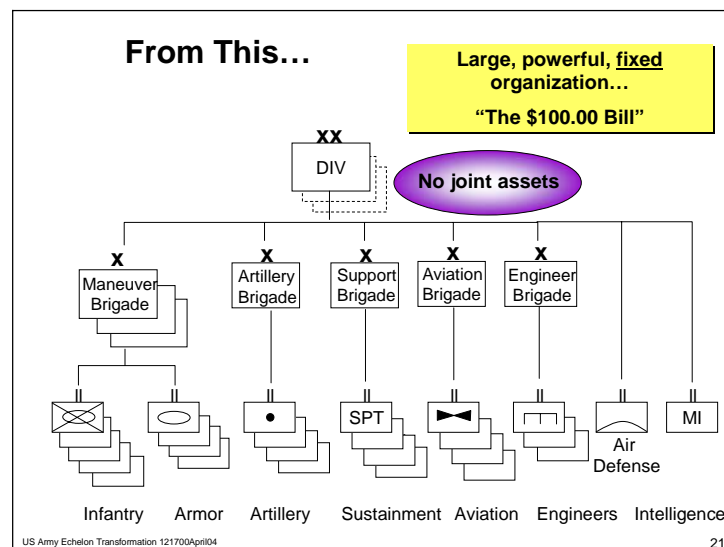 From This…
Large, powerful, fixed
organization…
“The $100.00 Bill”
XX
DIV
No joint assets
X
Maneuver
Brigade
X
Artillery
Brigade
X
Support
Brigade
X
Aviation
Brigade
X
Engineer
Brigade
II
II
II
II
SPT
II
II
II
II
MI
Air
Defense
Infantry Armor Artillery Sustainment Aviation Engineers Intelligence
US Army Echelon Transformation 121700April04
21